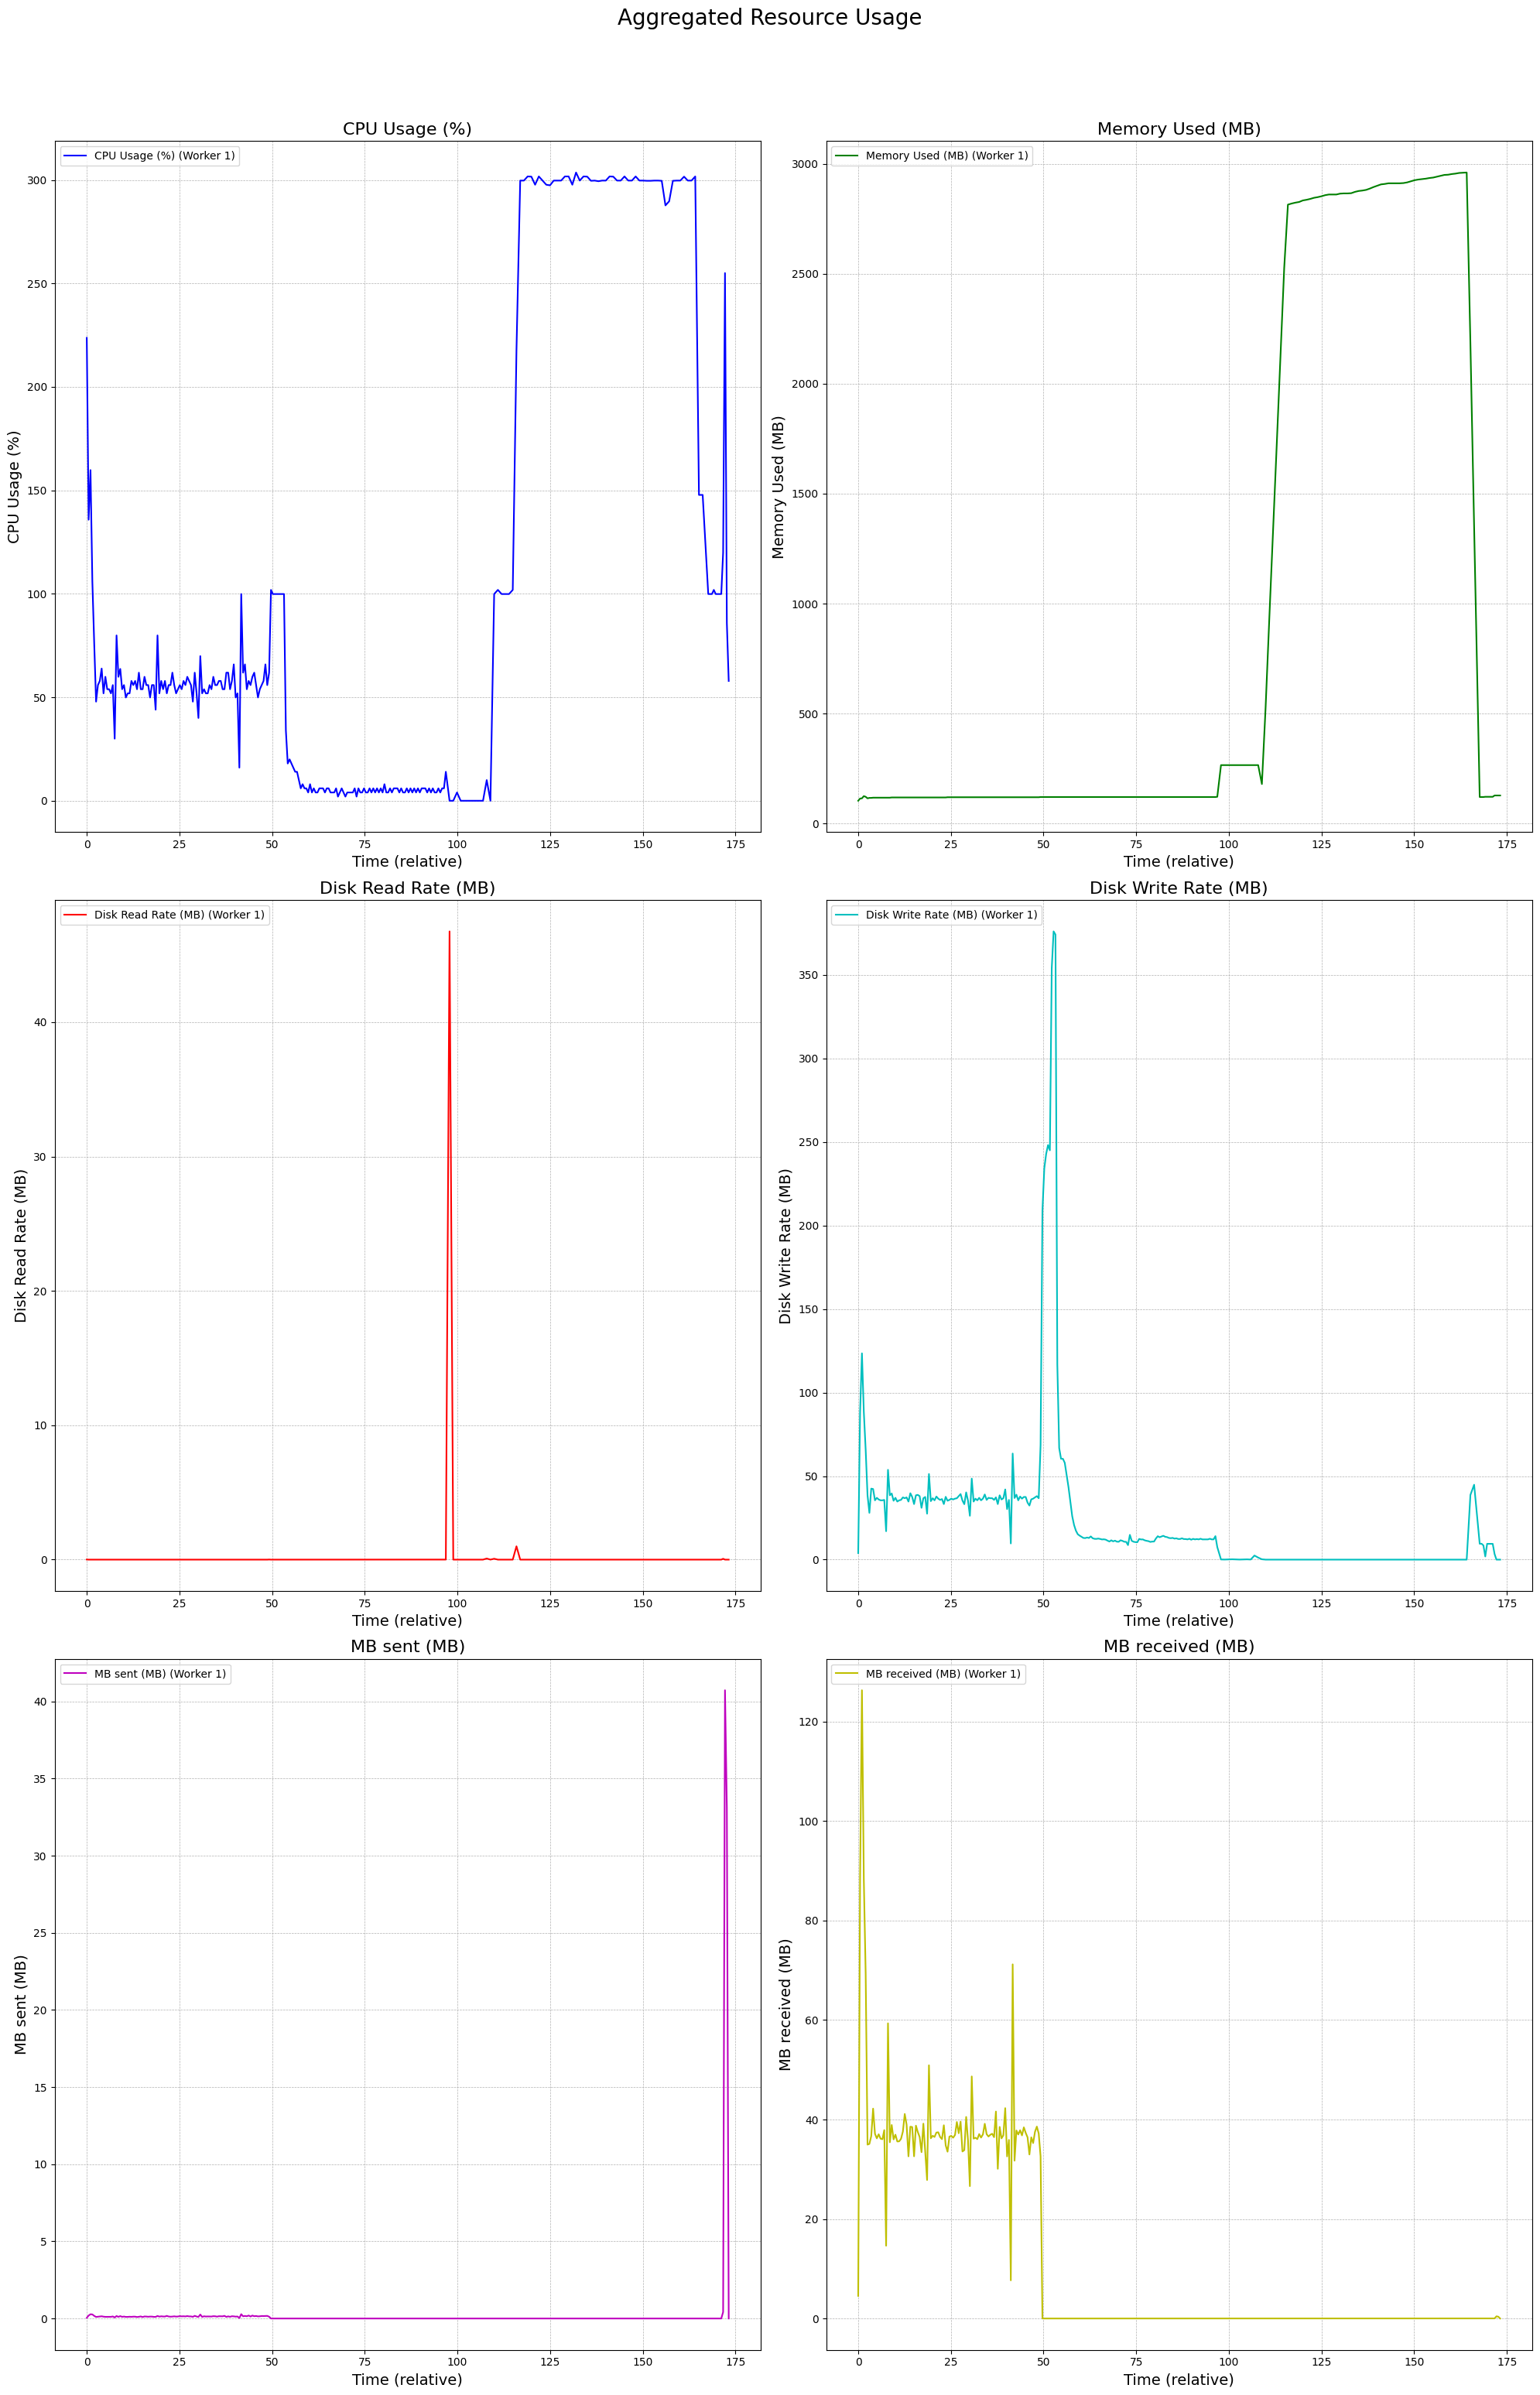 Aggregated Resource Usage
CPU Usage (%)
CPU Usage (%) (Worker 1)
CPU Usage (%)
300
250
200
150
100
50
0
0 25 50 75 100 125 150 175
Time (relative)
Memory Used (MB)
Memory Used (MB) (Worker 1)
Memory Used (MB)
3000
2500
2000
1500
1000
500
0
0 25 50 75 100 125 150 175
Time (relative)
Disk Read Rate (MB)
Disk Read Rate (MB) (Worker 1)
Disk Read Rate (MB)
40
30
20
10
0
0 25 50 75 100 125 150 175
Time (relative)
Disk Write Rate (MB)
Disk Write Rate (MB) (Worker 1)
Disk Write Rate (MB)
350
300
250
200
150
100
50
0
0 25 50 75 100 125 150 175
Time (relative)
MB sent (MB)
MB sent (MB) (Worker 1)
MB sent (MB)
40
35
30
25
20
15
10
5
0
0 25 50 75 100 125 150 175
Time (relative)
MB received (MB)
MB received (MB) (Worker 1)
MB received (MB)
120
100
80
60
40
20
0
0 25 50 75 100 125 150 175
Time (relative)